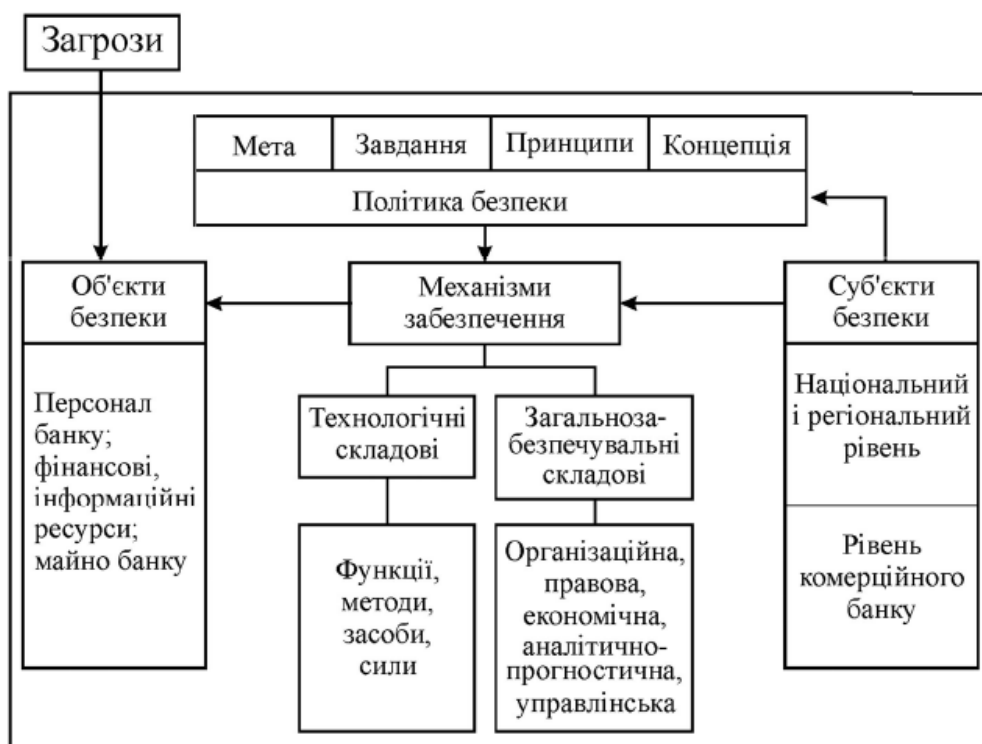 Загрози
Мета
Завдання
Принципи
Концепція
Політика безпеки
Об'єкти
безпеки
Персонал
банку;
фінансові,
інформаційні
ресурси;
майно банку
Механізми
забезпечення
Технологічні
складові
Функції,
методи,
засоби,
сили
Загальноза-
безпечувальні
складові
Організаційна,
правова,
економічна,
аналітично-
прогностична,
управлінська
Суб'єкти
безпеки
Національний
і регіональний
рівень
Рівень
комерційного
банку